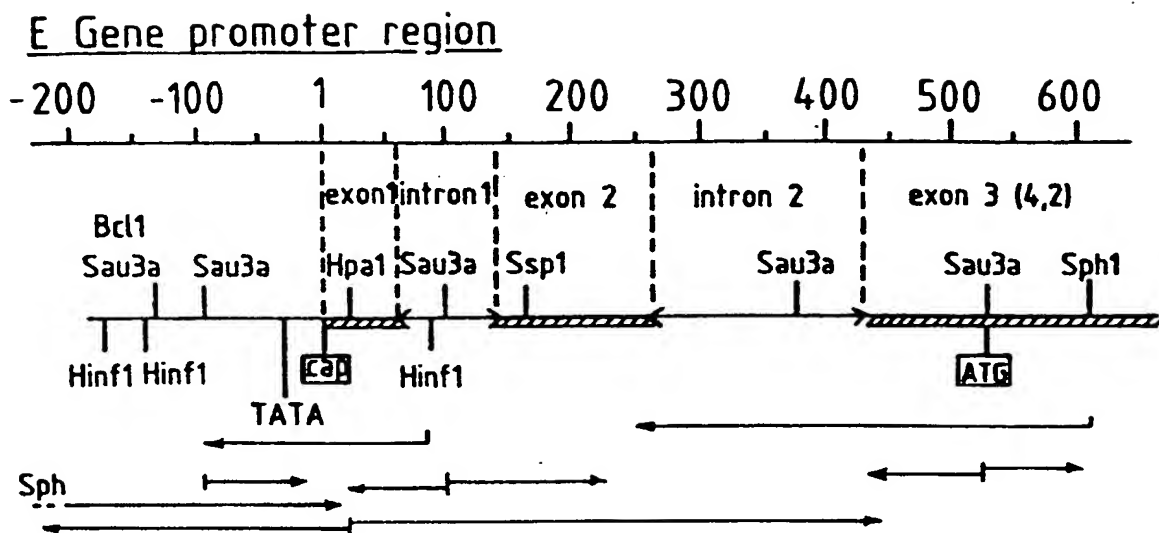 E Gene promoter region
-200 -100 1 100 200 300 400 500 600
exon1 intron1 exon 2 intron 2 exon 3 (4,2)
Bcl1
Sau3a Sau3a Hpa1 Sau3a Ssp1 Sau3a Sau3a Sph1
Hinf1 Hinf1 cap Hinf1 ATG
TATA
Sph